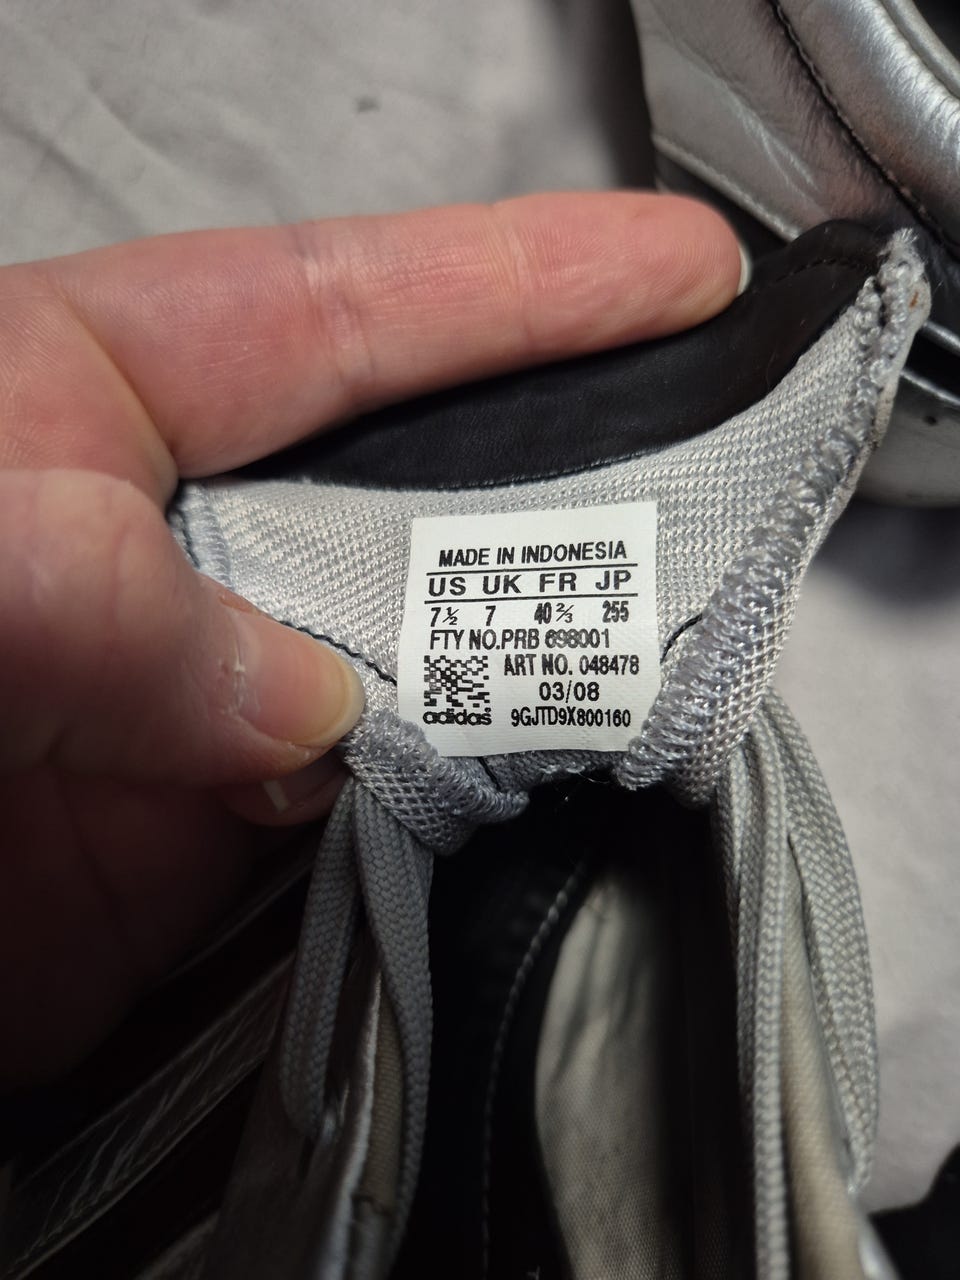 MADE IN INDONESIA
US UK FR JP
7½ 7 40⅔ 255
FTY NO.PRB 698001
ART NO. 048478
03/08
adidas 9GJTD9X800160